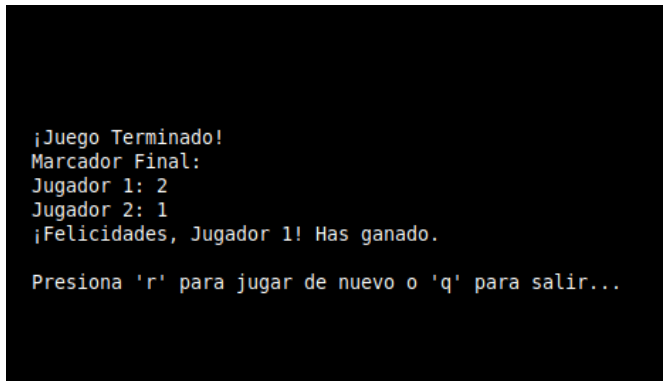 ¡Juego Terminado!
Marcador Final:
Jugador 1: 2
Jugador 2: 1
¡Felicidades, Jugador 1! Has ganado.
Presiona 'r' para jugar de nuevo o 'q' para salir...